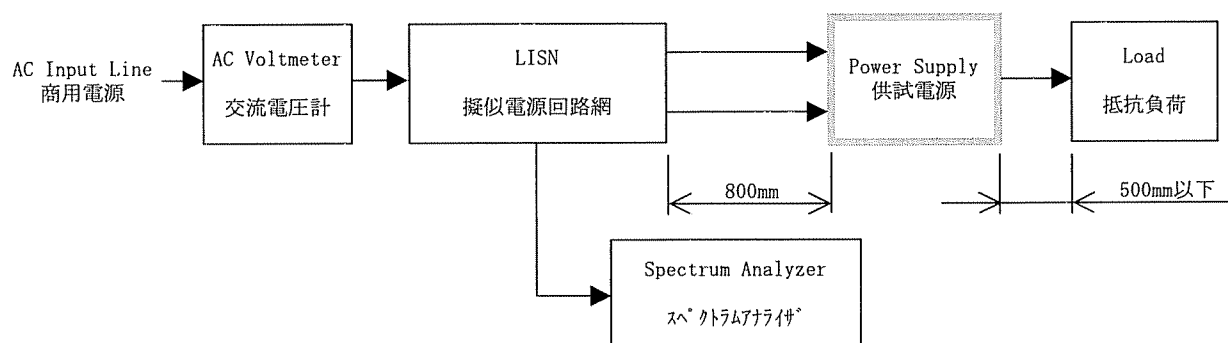 AC Input Line
商用電源
AC Voltmeter
交流電圧計
LISN
擬似電源回路網
Power Supply
供試電源
Load
抵抗負荷
800mm
500mm以下
Spectrum Analyzer
ｽﾍﾟｸﾄﾗﾑｱﾅﾗｲｻﾞ